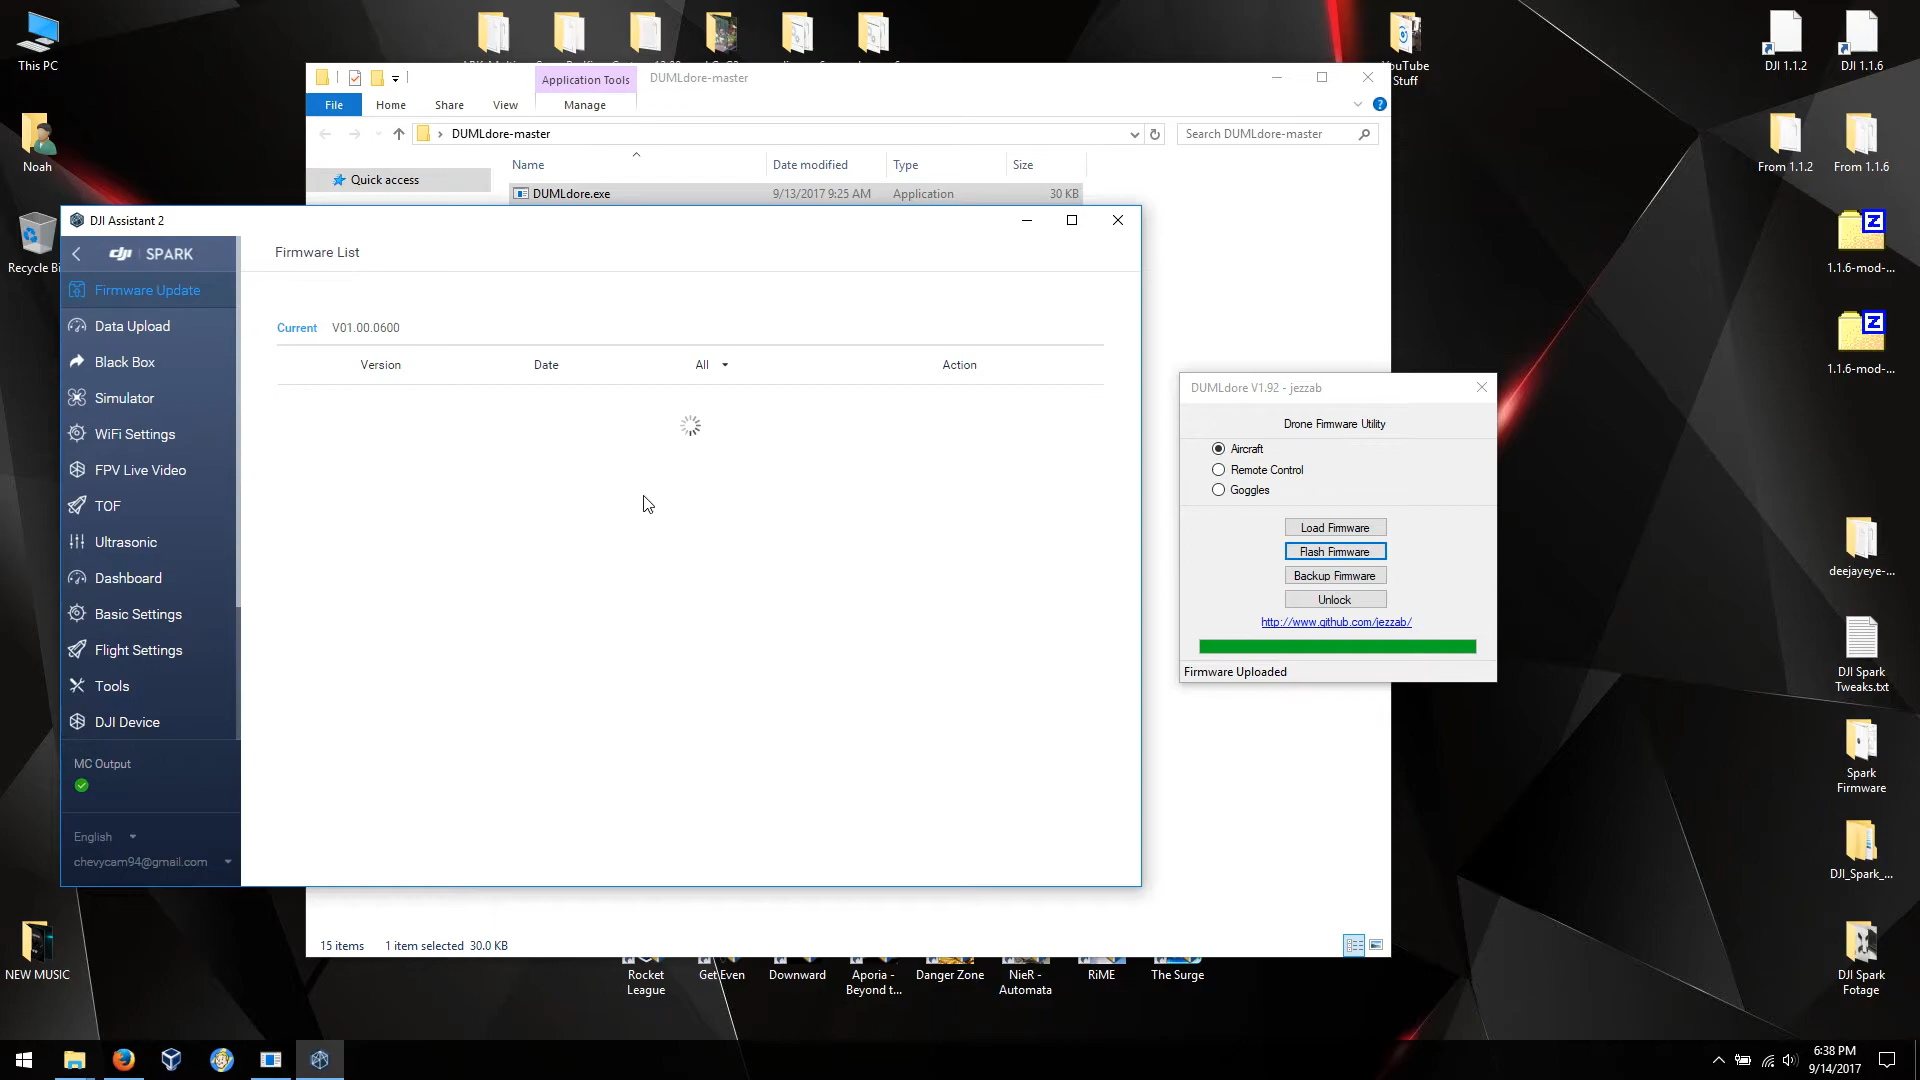 This PC
Noah
Recycle Bi
NEW MUSIC
YouTube
Stuff
DJI 1.1.2
DJI 1.1.6
From 1.1.2
From 1.1.6
1.1.6-mod-...
1.1.6-mod-...
deejayeye-...
DJI Spark
Tweaks.txt
Spark
Firmware
DJI_Spark_...
DJI Spark
Fotage
Application Tools
DUMLdore-master
File
Home
Share
View
Manage
DUMLdore-master
Search DUMLdore-master
Name
Date modified
Type
Size
Quick access
DUMLdore.exe
9/13/2017 9:25 AM
Application
30 KB
15 items
1 item selected 30.0 KB
DJI Assistant 2
dji SPARK
Firmware Update
Data Upload
Black Box
Simulator
WiFi Settings
FPV Live Video
TOF
Ultrasonic
Dashboard
Basic Settings
Flight Settings
Tools
DJI Device
MC Output
English
chevycam94@gmail.com
Firmware List
Current V01.00.0600
Version
Date
All
Action
DUMLdore V1.92 - jezzab
Drone Firmware Utility
Aircraft
Remote Control
Goggles
Load Firmware
Flash Firmware
Backup Firmware
Unlock
http://www.github.com/jezzab/
Firmware Uploaded
Rocket
League
Get Even
Downward
Aporia -
Beyond t...
Danger Zone
NieR -
Automata
RiME
The Surge
6:38 PM
9/14/2017